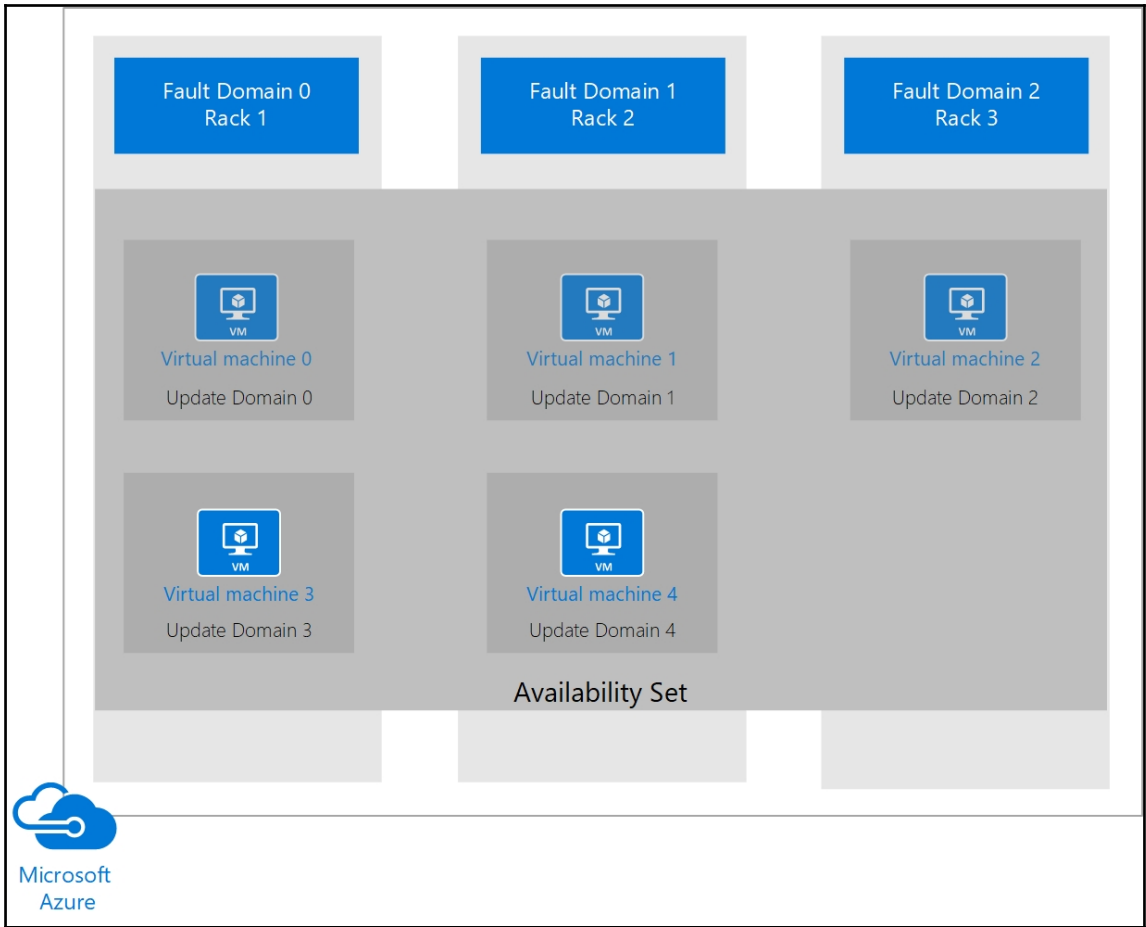 Fault Domain 0
Rack 1
Fault Domain 1
Rack 2
Fault Domain 2
Rack 3
VM
Virtual machine 0
Update Domain 0
VM
Virtual machine 1
Update Domain 1
VM
Virtual machine 2
Update Domain 2
VM
Virtual machine 3
Update Domain 3
VM
Virtual machine 4
Update Domain 4
Availability Set
Microsoft
Azure